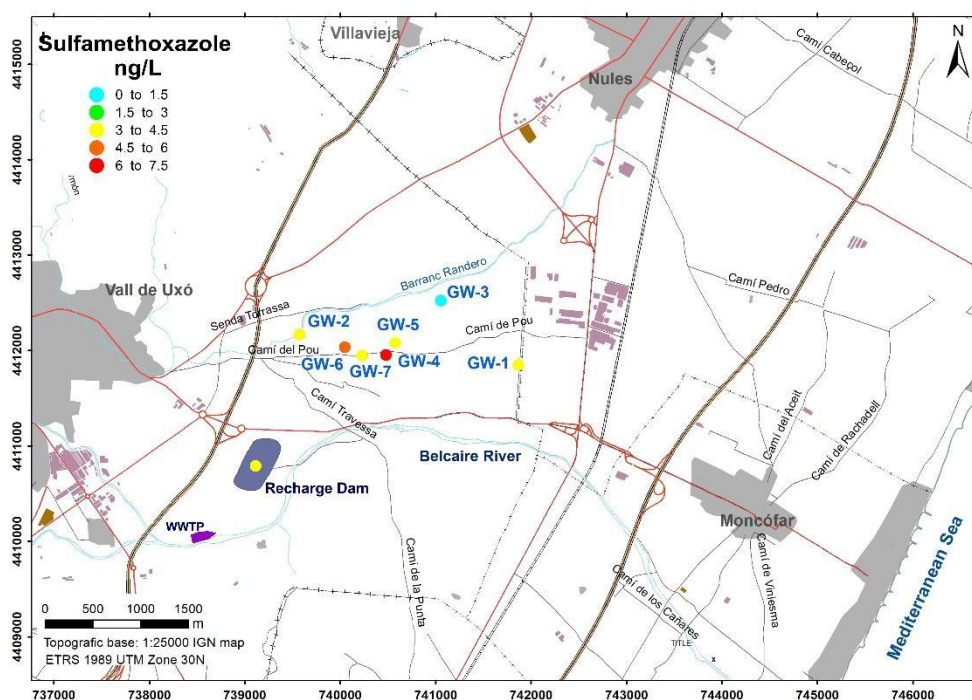 Sulfamethoxazole
ng/L
0 to 1.5
1.5 to 3
3 to 4.5
4.5 to 6
6 to 7.5
N
Villavieja
Nules
Camí Cabeçol
món
Vall de Uxó
Senda Torrassa
Barranc Randero
GW-3
GW-2
GW-5
Camí de Pou
Camí Pedro
Camí del Pou
GW-6
GW-7
GW-4
GW-1
Camí Travessa
Camí del Aceit
Camí de Rachadell
Belcaire River
Recharge Dam
WWTP
Moncófar
Camí de la Punta
Camí de los Cañares
Camí de Viniesma
Mediterranean Sea
TITLE
x
0 500 1000 1500
m
Topografic base: 1:25000 IGN map
ETRS 1989 UTM Zone 30N
4415000
4414000
4413000
4412000
4411000
4410000
4409000
737000 738000 739000 740000 741000 742000 743000 744000 745000 746000